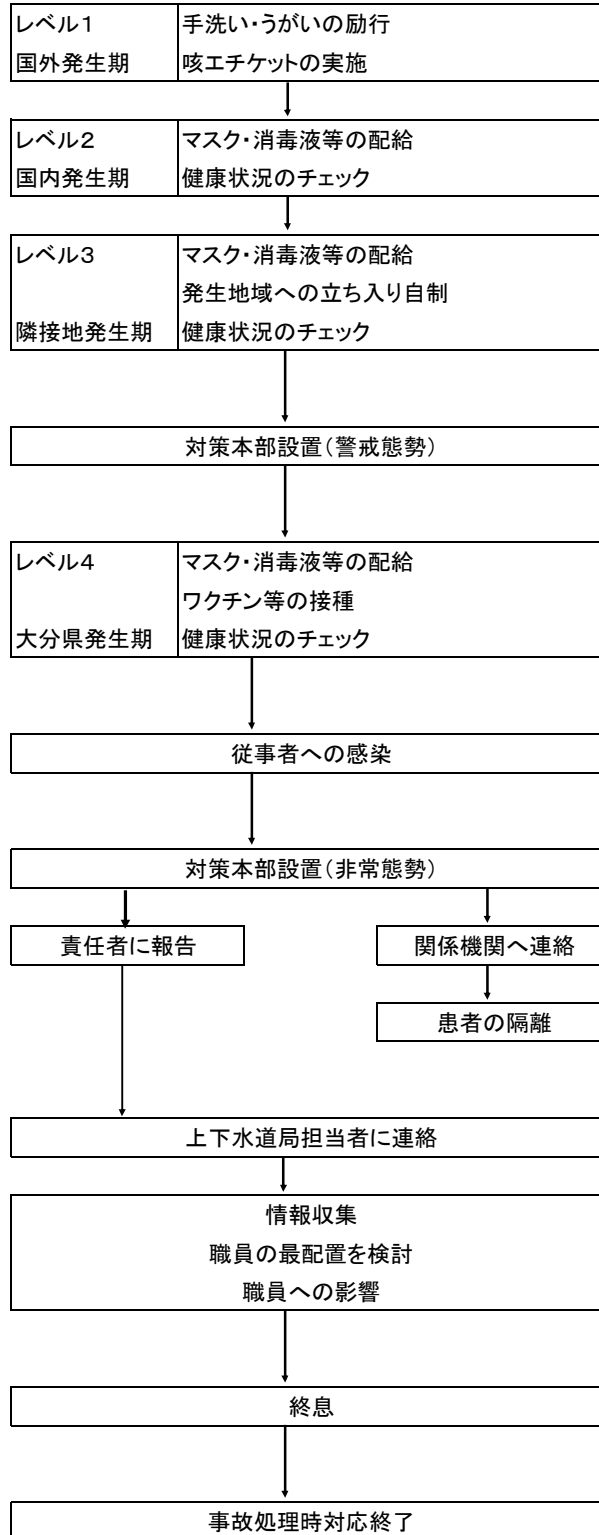 レベル1 手洗い・うがいの励行
国外発生期 咳エチケットの実施
レベル2 マスク・消毒液等の配給
国内発生期 健康状況のチェック
レベル3 マスク・消毒液等の配給
発生地域への立ち入り自制
隣接地発生期 健康状況のチェック
対策本部設置(警戒態勢)
レベル4 マスク・消毒液等の配給
ワクチン等の接種
大分県発生期 健康状況のチェック
従事者への感染
対策本部設置(非常態勢)
責任者に報告 関係機関へ連絡
患者の隔離
上下水道局担当者に連絡
情報収集
職員の最配置を検討
職員への影響
終息
事故処理時対応終了